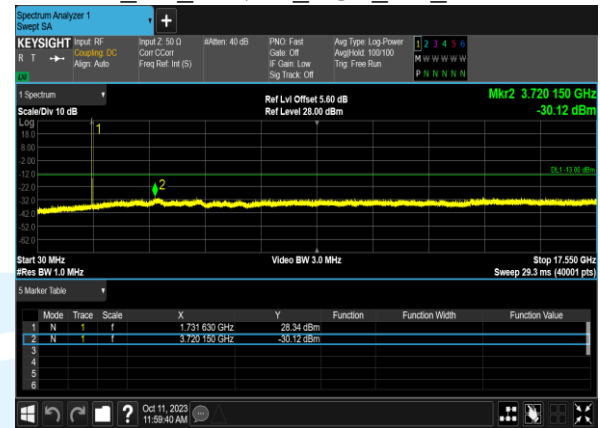 Spectrum Analyzer 1
Swept SA
KEYSIGHT Input: RF Input Z: 50 Ω #Atten: 40 dB PNO: Fast Avg Type: Log-Power 1 2 3 4 5 6
R T Coupling: DC Corr CCorr Gate: Off Avg|Hold: 100/100 M W W W W W
Align: Auto Freq Ref: Int (S) IF Gain: Low Trig: Free Run P N N N N N
Sig Track: Off
1 Spectrum Ref Lvl Offset 5.60 dB Mkr2 3.720 150 GHz
Scale/Div 10 dB Ref Level 28.00 dBm -30.12 dBm
Log
18.0
8.00
-2.00
-12.0
-22.0
-32.0
-42.0
-52.0
-62.0
1
2
DL1 -13.00 dBm
Start 30 MHz Video BW 3.0 MHz Stop 17.550 GHz
#Res BW 1.0 MHz Sweep 29.3 ms (40001 pts)
5 Marker Table
Mode Trace Scale X Y Function Function Width Function Value
1 N 1 f 1.731 630 GHz 28.34 dBm
2 N 1 f 3.720 150 GHz -30.12 dBm
3
4
5
6
Oct 11, 2023
11:59:40 AM